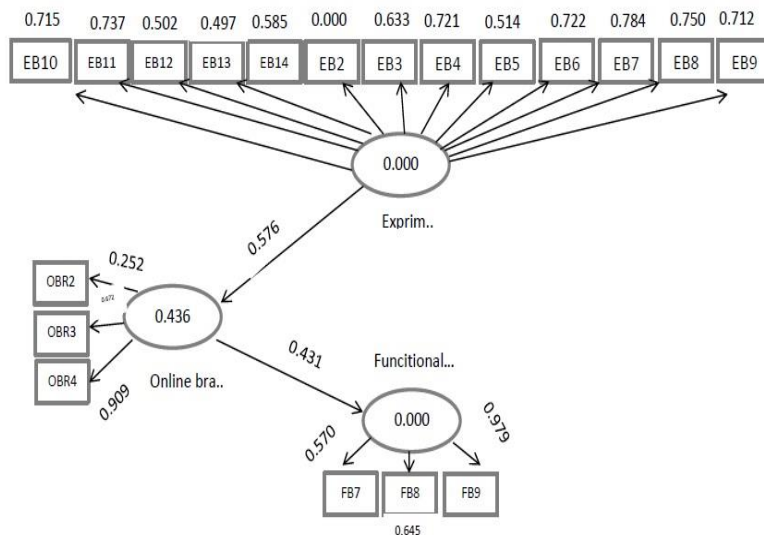 0.715 0.737 0.502 0.497 0.585 0.000 0.633 0.721 0.514 0.722 0.784 0.750 0.712
EB10 EB11 EB12 EB13 EB14 EB2 EB3 EB4 EB5 EB6 EB7 EB8 EB9
0.000
Exprim..
0.576
0.252
OBR2
OBR3
0.436
OBR4
0.909
Online bra..
0.431
Funcitional...
0.000
0.570
0.979
FB7 FB8 FB9
0.645